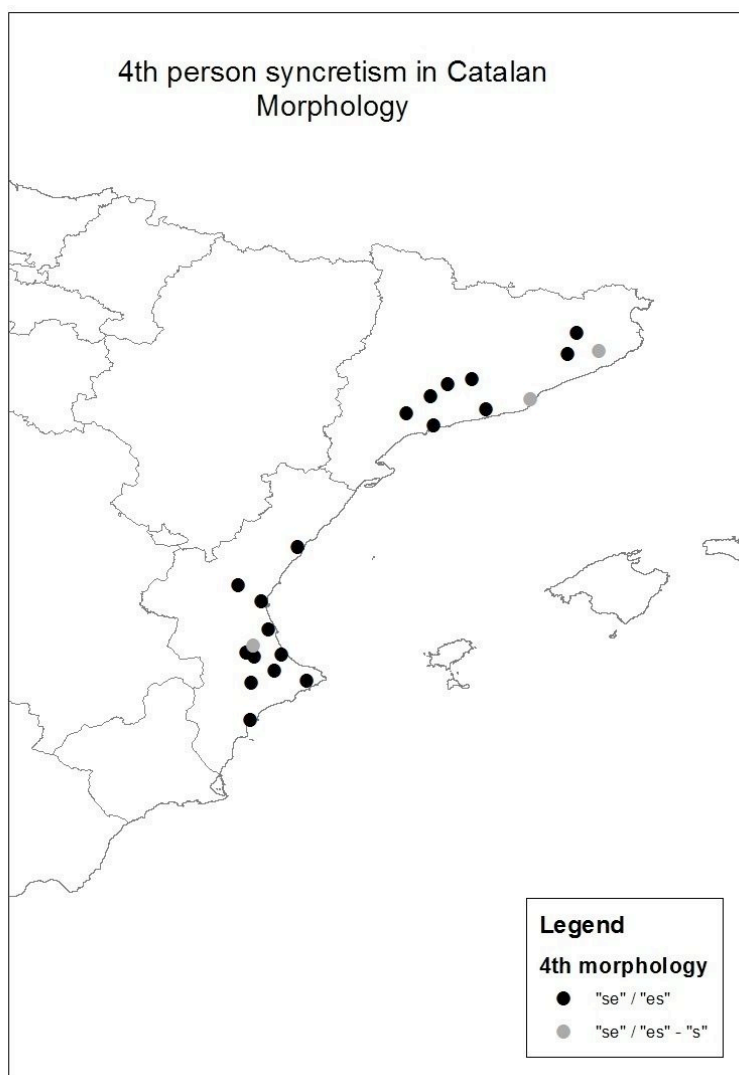 4th person syncretism in Catalan
Morphology
Legend
4th morphology
"se" / "es"
"se" / "es" - "s"